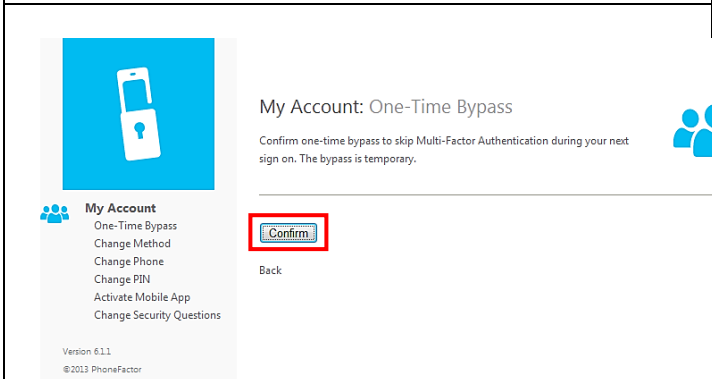 My Account: One-Time Bypass
Confirm one-time bypass to skip Multi-Factor Authentication during your next
sign on. The bypass is temporary.
Confirm
Back
My Account
One-Time Bypass
Change Method
Change Phone
Change PIN
Activate Mobile App
Change Security Questions
Version 6.1.1
©2013 PhoneFactor